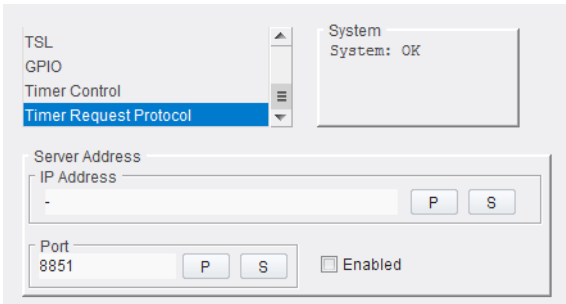 TSL
GPIO
Timer Control
Timer Request Protocol
System
System: OK
Server Address
IP Address
-
P S
Port
8851 P S
Enabled